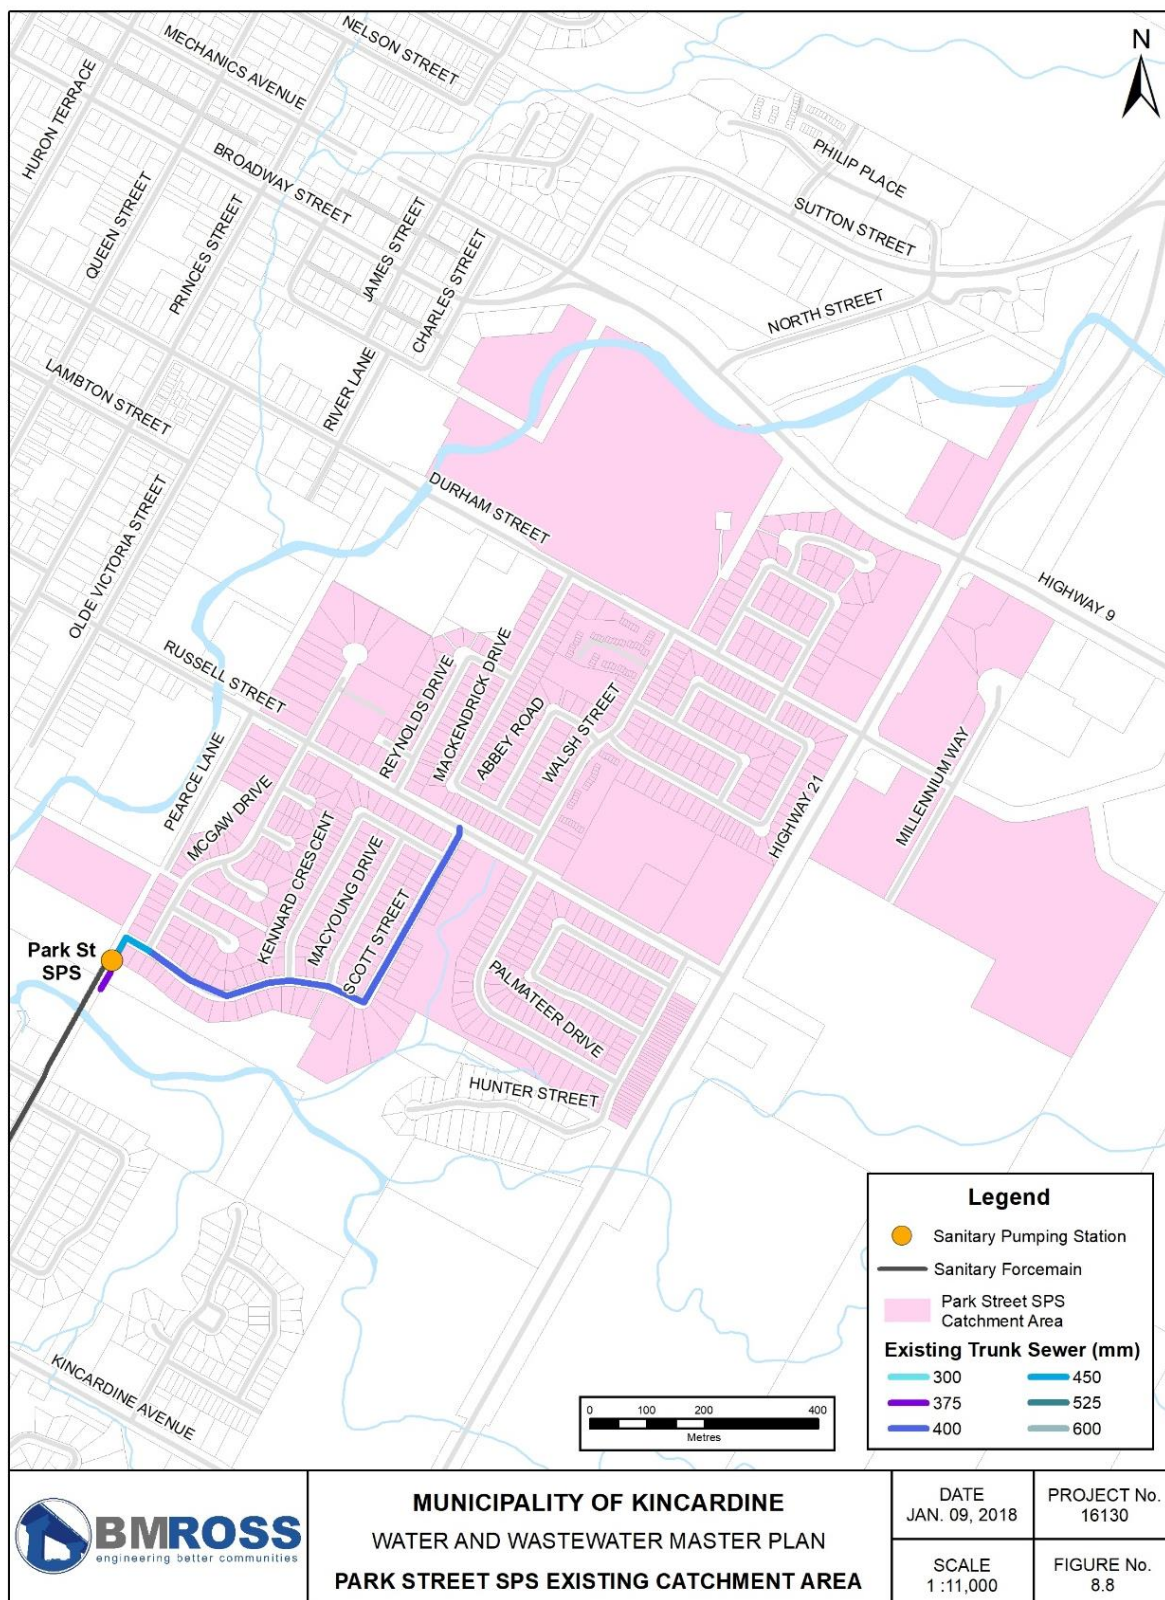 NELSON STREET
MECHANICS AVENUE
N
HURON TERRACE
BROADWAY STREET
PHILIP PLACE
SUTTON STREET
QUEEN STREET
PRINCES STREET
JAMES STREET
CHARLES STREET
NORTH STREET
RIVER LANE
LAMBTON STREET
DURHAM STREET
OLDE VICTORIA STREET
HIGHWAY 9
RUSSELL STREET
REYNOLDS DRIVE
MACKENDRICK DRIVE
ABBEY ROAD
WALSH STREET
PEARCE LANE
MCGAW DRIVE
HIGHWAY 21
MILLENNIUM WAY
KENNARD CRESCENT
MACYOUNG DRIVE
SCOTT STREET
Park St
SPS
PALMATEER DRIVE
HUNTER STREET
KINCARDINE AVENUE
Legend
Sanitary Pumping Station
Sanitary Forcemain
Park Street SPS
Catchment Area
Existing Trunk Sewer (mm)
300 450
375 525
400 600
0 100 200 400
Metres
BMROSS
engineering better communities
MUNICIPALITY OF KINCARDINE
WATER AND WASTEWATER MASTER PLAN
PARK STREET SPS EXISTING CATCHMENT AREA
DATE
JAN. 09, 2018
PROJECT No.
16130
SCALE
1 :11,000
FIGURE No.
8.8